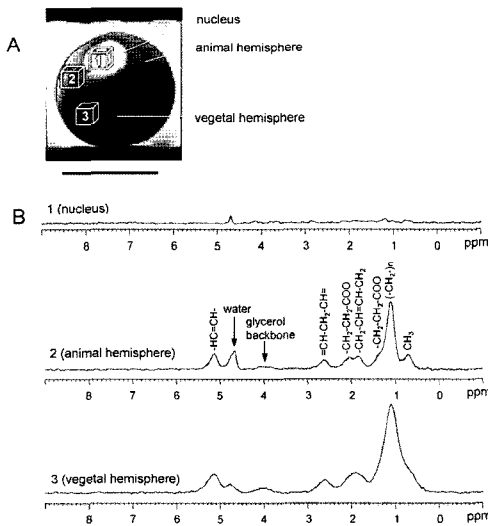 A
nucleus
animal hemisphere
vegetal hemisphere
1
2
3
B
1 (nucleus)
8 7 6 5 4 3 2 1 0 ppm
2 (animal hemisphere)
-HC=CH-
water
glycerol
backbone
=CH-CH2-CH=
-CH2-CH2-COO
-CH2-CH=CH-CH2
-CH2-CH2-COO
(-CH2-)n
CH3
8 7 6 5 4 3 2 1 0 ppm
3 (vegetal hemisphere)
8 7 6 5 4 3 2 1 0 ppm